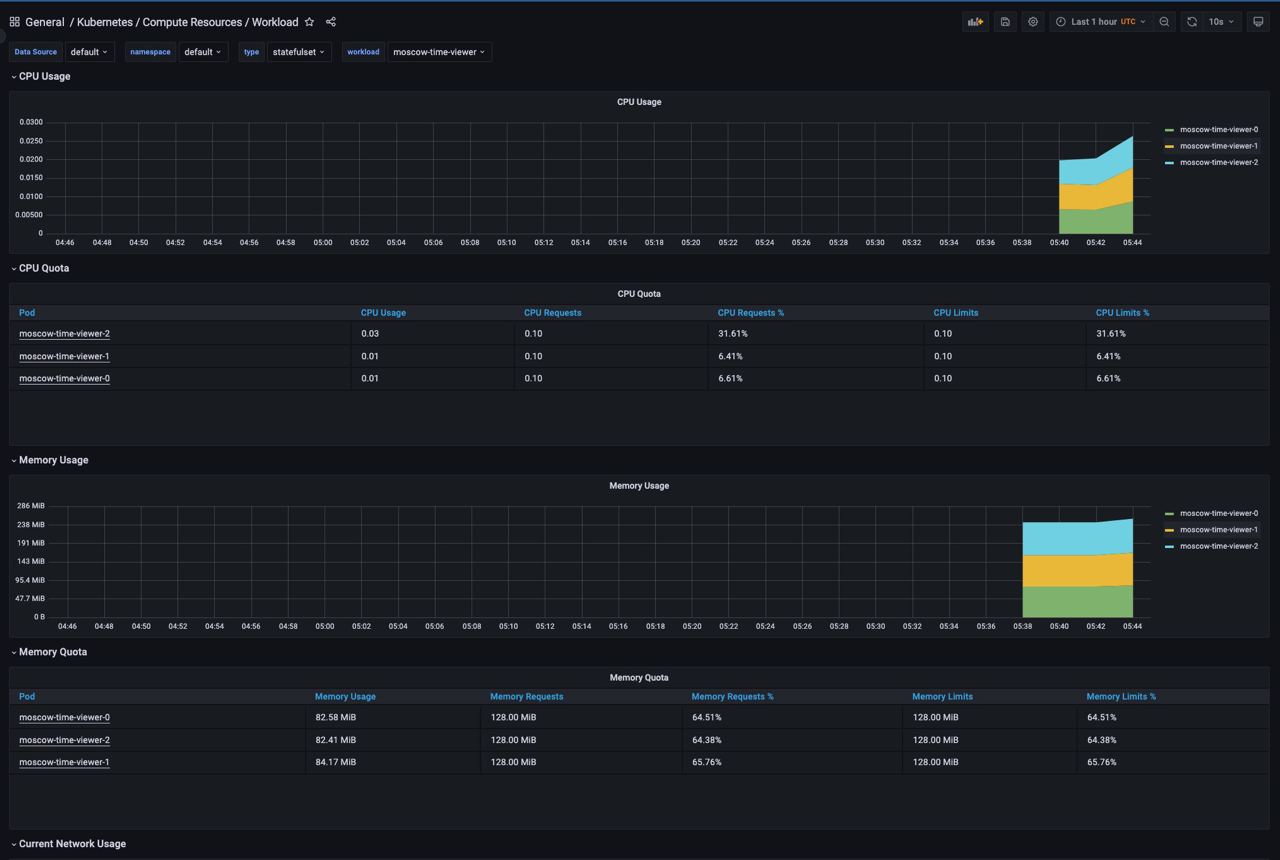 General / Kubernetes / Compute Resources / Workload Last 1 hour UTC 10s
Data Source default namespace default type statefulset workload moscow-time-viewer
CPU Usage
CPU Usage
0.0300
0.0250
0.0200
0.0150
0.0100
0.00500
0
04:46 04:48 04:50 04:52 04:54 04:56 04:58 05:00 05:02 05:04 05:06 05:08 05:10 05:12 05:14 05:16 05:18 05:20 05:22 05:24 05:26 05:28 05:30 05:32 05:34 05:36 05:38 05:40 05:42 05:44
moscow-time-viewer-0
moscow-time-viewer-1
moscow-time-viewer-2
CPU Quota
CPU Quota
Pod CPU Usage CPU Requests CPU Requests % CPU Limits CPU Limits %
moscow-time-viewer-2 0.03 0.10 31.61% 0.10 31.61%
moscow-time-viewer-1 0.01 0.10 6.41% 0.10 6.41%
moscow-time-viewer-0 0.01 0.10 6.61% 0.10 6.61%
Memory Usage
Memory Usage
286 MiB
238 MiB
191 MiB
143 MiB
95.4 MiB
47.7 MiB
0 B
04:46 04:48 04:50 04:52 04:54 04:56 04:58 05:00 05:02 05:04 05:06 05:08 05:10 05:12 05:14 05:16 05:18 05:20 05:22 05:24 05:26 05:28 05:30 05:32 05:34 05:36 05:38 05:40 05:42 05:44
moscow-time-viewer-0
moscow-time-viewer-1
moscow-time-viewer-2
Memory Quota
Memory Quota
Pod Memory Usage Memory Requests Memory Requests % Memory Limits Memory Limits %
moscow-time-viewer-0 82.58 MiB 128.00 MiB 64.51% 128.00 MiB 64.51%
moscow-time-viewer-2 82.41 MiB 128.00 MiB 64.38% 128.00 MiB 64.38%
moscow-time-viewer-1 84.17 MiB 128.00 MiB 65.76% 128.00 MiB 65.76%
Current Network Usage